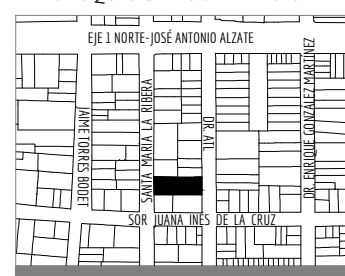 EJE 1 NORTE-JOSÉ ANTONIO ALZATE
JAIME TORRES BODET
SANTA MARÍA LA RIBERA
DR. ATL
DR. ENRIQUE GONZÁLEZ MARTÍNEZ
SOR JUANA INÉS DE LA CRUZ